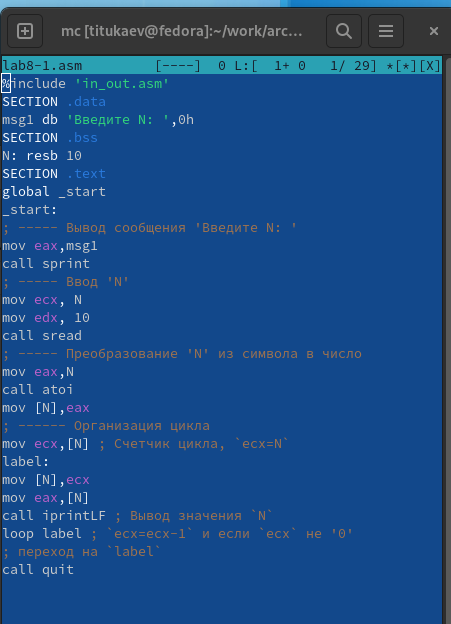 mc [titukaev@fedora]:~/work/arc...
lab8-1.asm [----] 0 L:[ 1+ 0 1/ 29] *[*][X]
%include 'in_out.asm'
SECTION .data
msg1 db 'Введите N: ',0h
SECTION .bss
N: resb 10
SECTION .text
global _start
_start:
; ----- Вывод сообщения 'Введите N: '
mov eax,msg1
call sprint
; ----- Ввод 'N'
mov ecx, N
mov edx, 10
call sread
; ----- Преобразование 'N' из символа в число
mov eax,N
call atoi
mov [N],eax
; ------ Организация цикла
mov ecx,[N] ; Счетчик цикла, `ecx=N`
label:
mov [N],ecx
mov eax,[N]
call iprintLF ; Вывод значения `N`
loop label ; `ecx=ecx-1` и если `ecx` не '0'
; переход на `label`
call quit